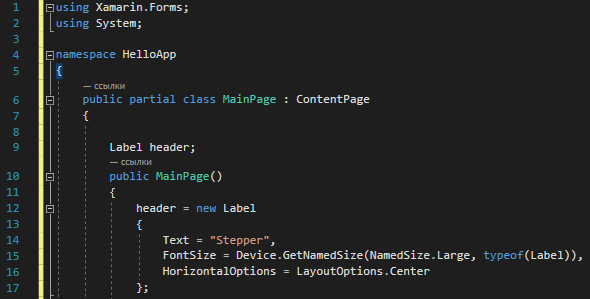 1 using Xamarin.Forms;
2 using System;
3
4 namespace HelloApp
5 {
— ссылки
6 public partial class MainPage : ContentPage
7 {
8
9 Label header;
— ссылки
10 public MainPage()
11 {
12 header = new Label
13 {
14 Text = "Stepper",
15 FontSize = Device.GetNamedSize(NamedSize.Large, typeof(Label)),
16 HorizontalOptions = LayoutOptions.Center
17 };